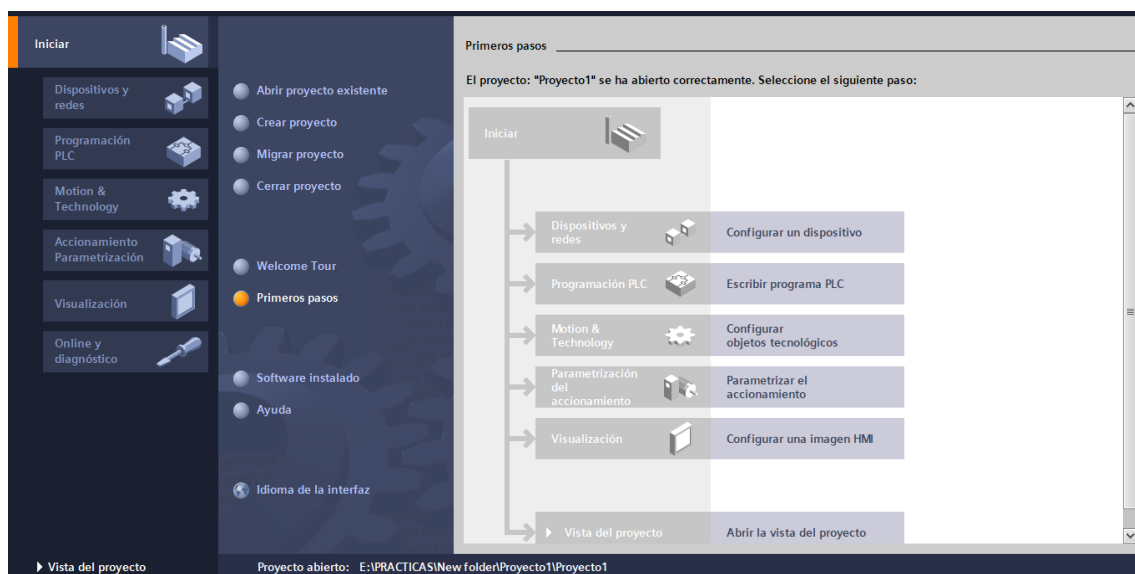 Iniciar
Dispositivos y
redes
Programación
PLC
Motion &
Technology
Accionamiento
Parametrización
Visualización
Online y
diagnóstico
Vista del proyecto
Abrir proyecto existente
Crear proyecto
Migrar proyecto
Cerrar proyecto
Welcome Tour
Primeros pasos
Software instalado
Ayuda
Idioma de la interfaz
Primeros pasos
El proyecto: "Proyecto1" se ha abierto correctamente. Seleccione el siguiente paso:
Iniciar
Dispositivos y
redes
Configurar un dispositivo
Programación PLC
Escribir programa PLC
Motion &
Technology
Configurar
objetos tecnológicos
Parametrización
del
accionamiento
Parametrizar el
accionamiento
Visualización
Configurar una imagen HMI
Vista del proyecto
Abrir la vista del proyecto
Proyecto abierto: E:\PRACTICAS\New folder\Proyecto1\Proyecto1